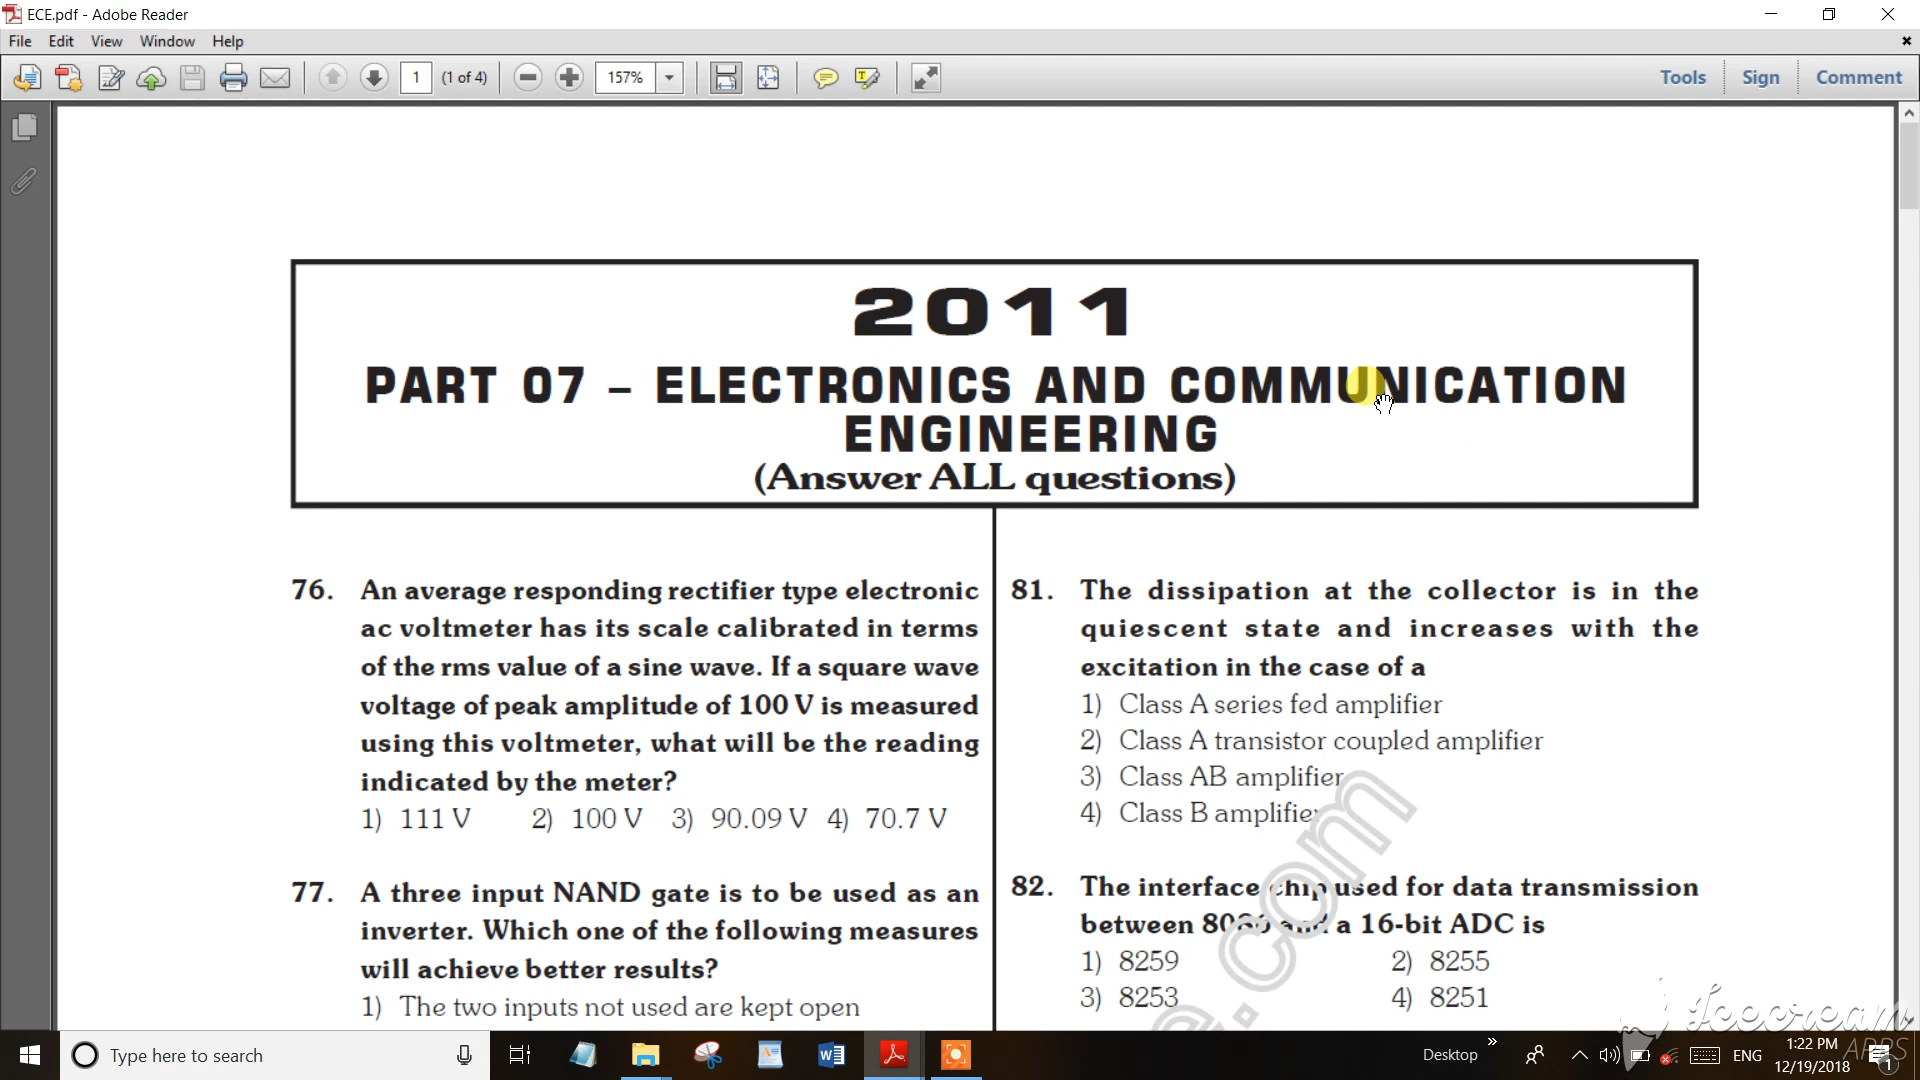 ECE.pdf - Adobe Reader
File Edit View Window Help
1 (1 of 4) 157% Tools Sign Comment
2011
PART 07 – ELECTRONICS AND COMMUNICATION
ENGINEERING
(Answer ALL questions)
76. An average responding rectifier type electronic
ac voltmeter has its scale calibrated in terms
of the rms value of a sine wave. If a square wave
voltage of peak amplitude of 100 V is measured
using this voltmeter, what will be the reading
indicated by the meter?
1) 111 V 2) 100 V 3) 90.09 V 4) 70.7 V
77. A three input NAND gate is to be used as an
inverter. Which one of the following measures
will achieve better results?
1) The two inputs not used are kept open
81. The dissipation at the collector is in the
quiescent state and increases with the
excitation in the case of a
1) Class A series fed amplifier
2) Class A transistor coupled amplifier
3) Class AB amplifier
4) Class B amplifier
82. The interface chip used for data transmission
between 8086 and a 16-bit ADC is
1) 8259 2) 8255
3) 8253 4) 8251
e.com
Icecream
APPS
Type here to search
Desktop
ENG
1:22 PM
12/19/2018
1